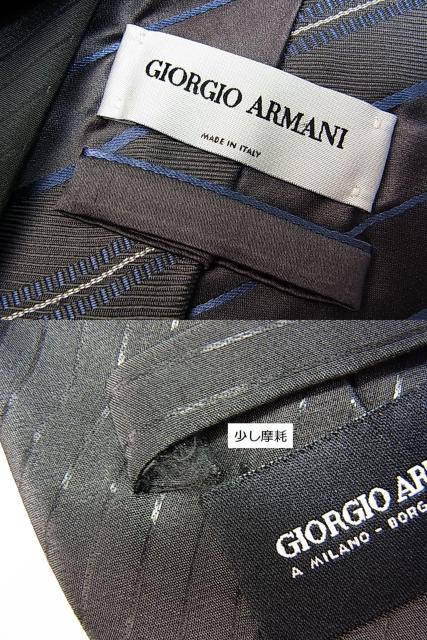 GIORGIO ARMANI
MADE IN ITALY
少し摩耗
GIORGIO AR
A MILANO - BORG